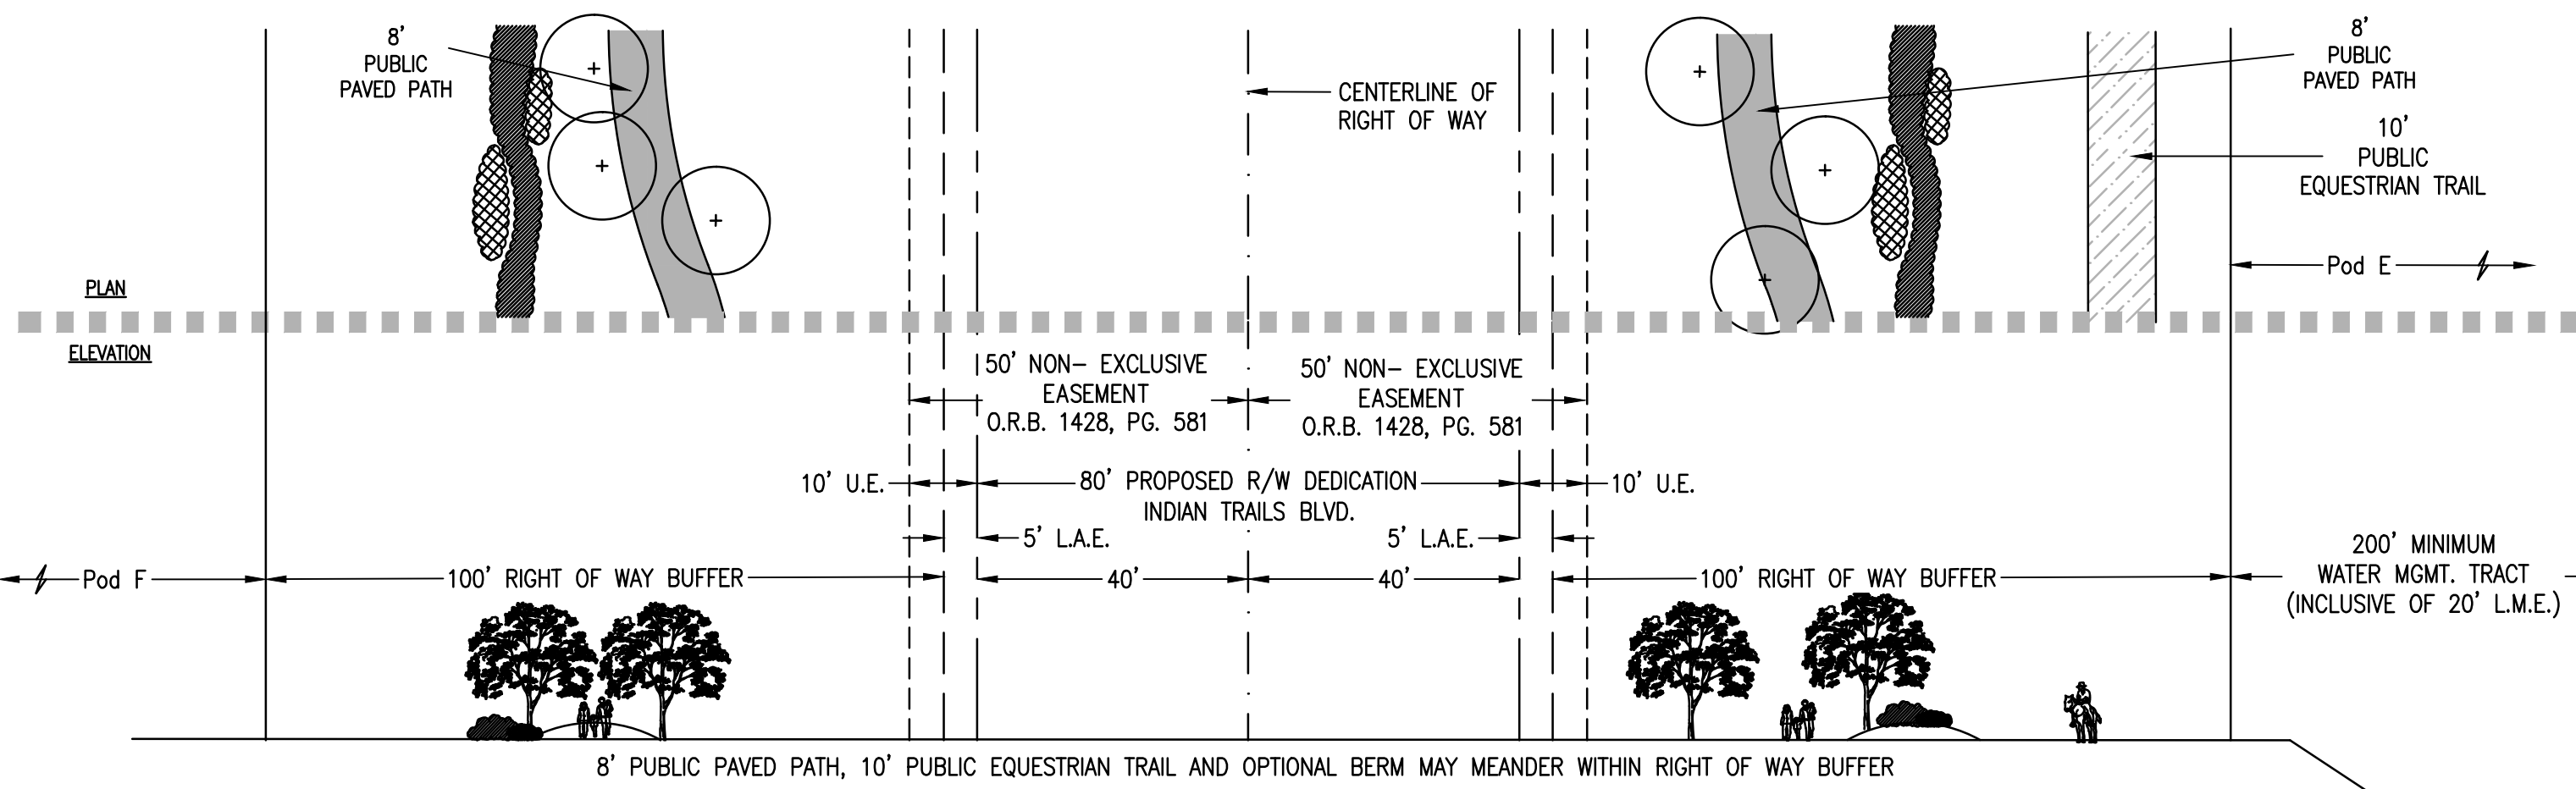 8'
PUBLIC
PAVED PATH
CENTERLINE OF
RIGHT OF WAY
8'
PUBLIC
PAVED PATH
10'
PUBLIC
EQUESTRIAN TRAIL
Pod E
PLAN
ELEVATION
50' NON- EXCLUSIVE
EASEMENT
O.R.B. 1428, PG. 581
50' NON- EXCLUSIVE
EASEMENT
O.R.B. 1428, PG. 581
10' U.E.
80' PROPOSED R/W DEDICATION
INDIAN TRAILS BLVD.
10' U.E.
5' L.A.E.
5' L.A.E.
Pod F
100' RIGHT OF WAY BUFFER
40'
40'
100' RIGHT OF WAY BUFFER
200' MINIMUM
WATER MGMT. TRACT
(INCLUSIVE OF 20' L.M.E.)
8' PUBLIC PAVED PATH, 10' PUBLIC EQUESTRIAN TRAIL AND OPTIONAL BERM MAY MEANDER WITHIN RIGHT OF WAY BUFFER